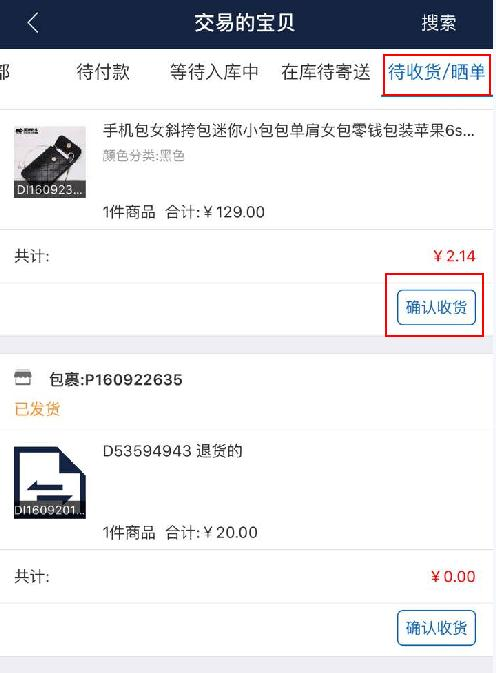 交易的宝贝
搜索
部
待付款
等待入库中
在库待寄送
待收货/晒单
手机包女斜挎包迷你小包包单肩女包零钱包装苹果6s...
颜色分类:黑色
DI160923...
1件商品 合计:¥129.00
共计:
¥2.14
确认收货
包裹:P160922635
已发货
D53594943 退货的
DI1609201...
1件商品 合计:¥20.00
共计:
¥0.00
确认收货